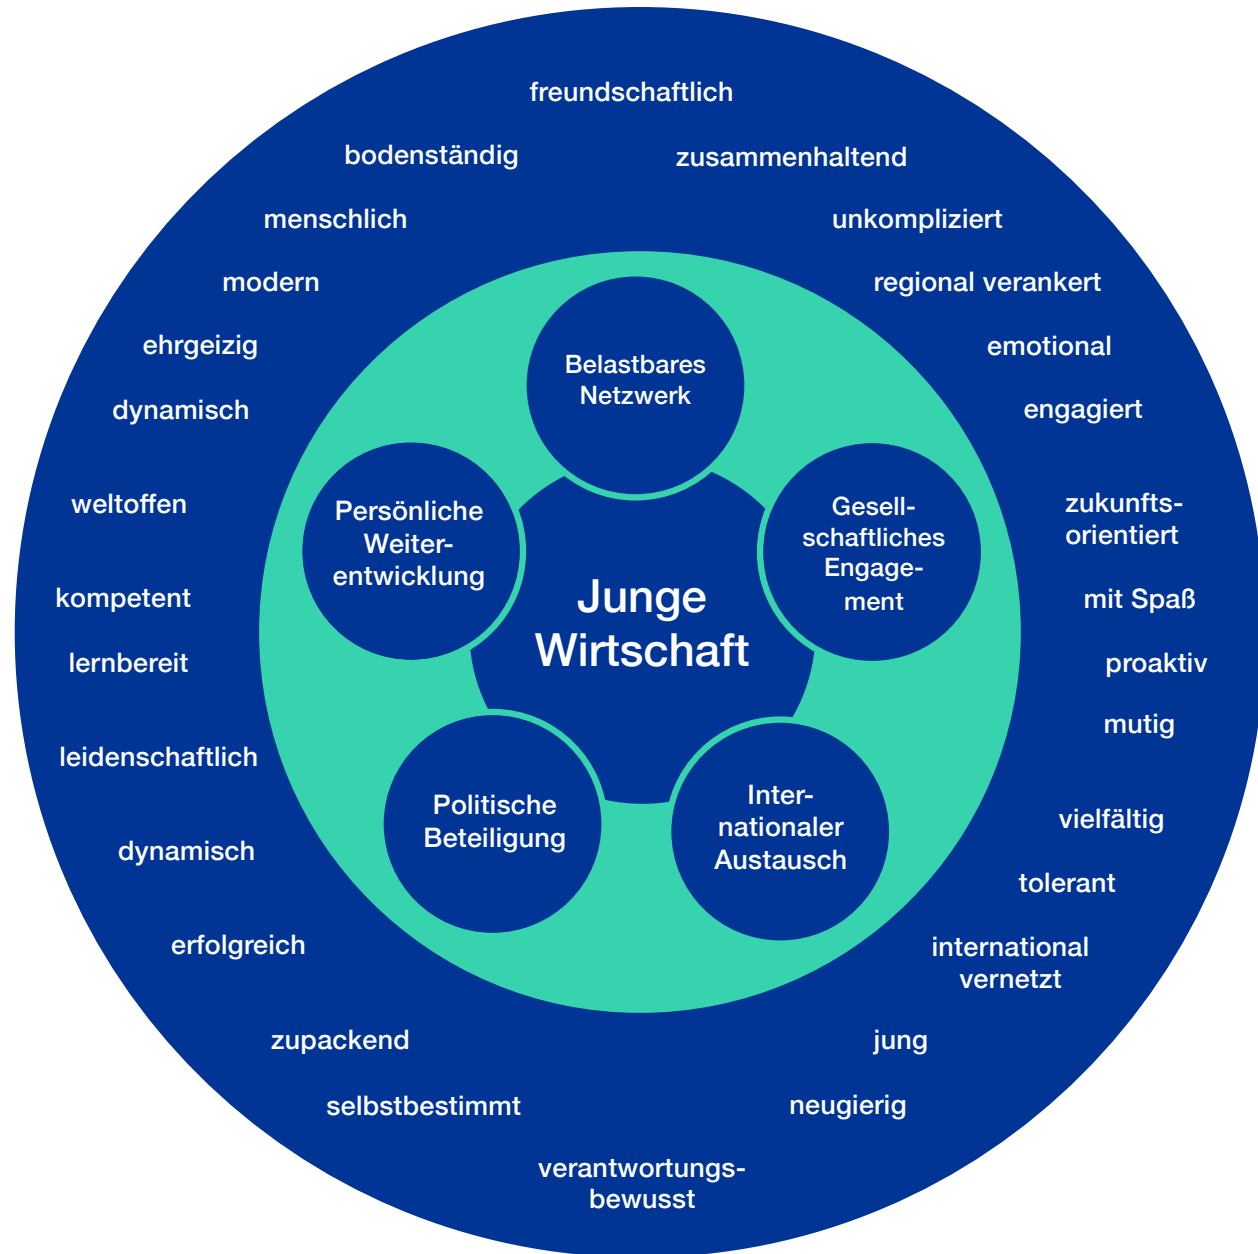 freundschaftlich
bodenständig
zusammenhaltend
menschlich
unkompliziert
modern
regional verankert
ehrgeizig
emotional
dynamisch
engagiert
weltoffen
zukunfts-
orientiert
kompetent
mit Spaß
lernbereit
proaktiv
mutig
leidenschaftlich
vielfältig
dynamisch
tolerant
erfolgreich
international
vernetzt
zupackend
jung
selbstbestimmt
neugierig
verantwortungs-
bewusst
Belastbares
Netzwerk
Persönliche
Weiter-
entwicklung
Gesell-
schaftliches
Engage-
ment
Junge
Wirtschaft
Politische
Beteiligung
Inter-
nationaler
Austausch